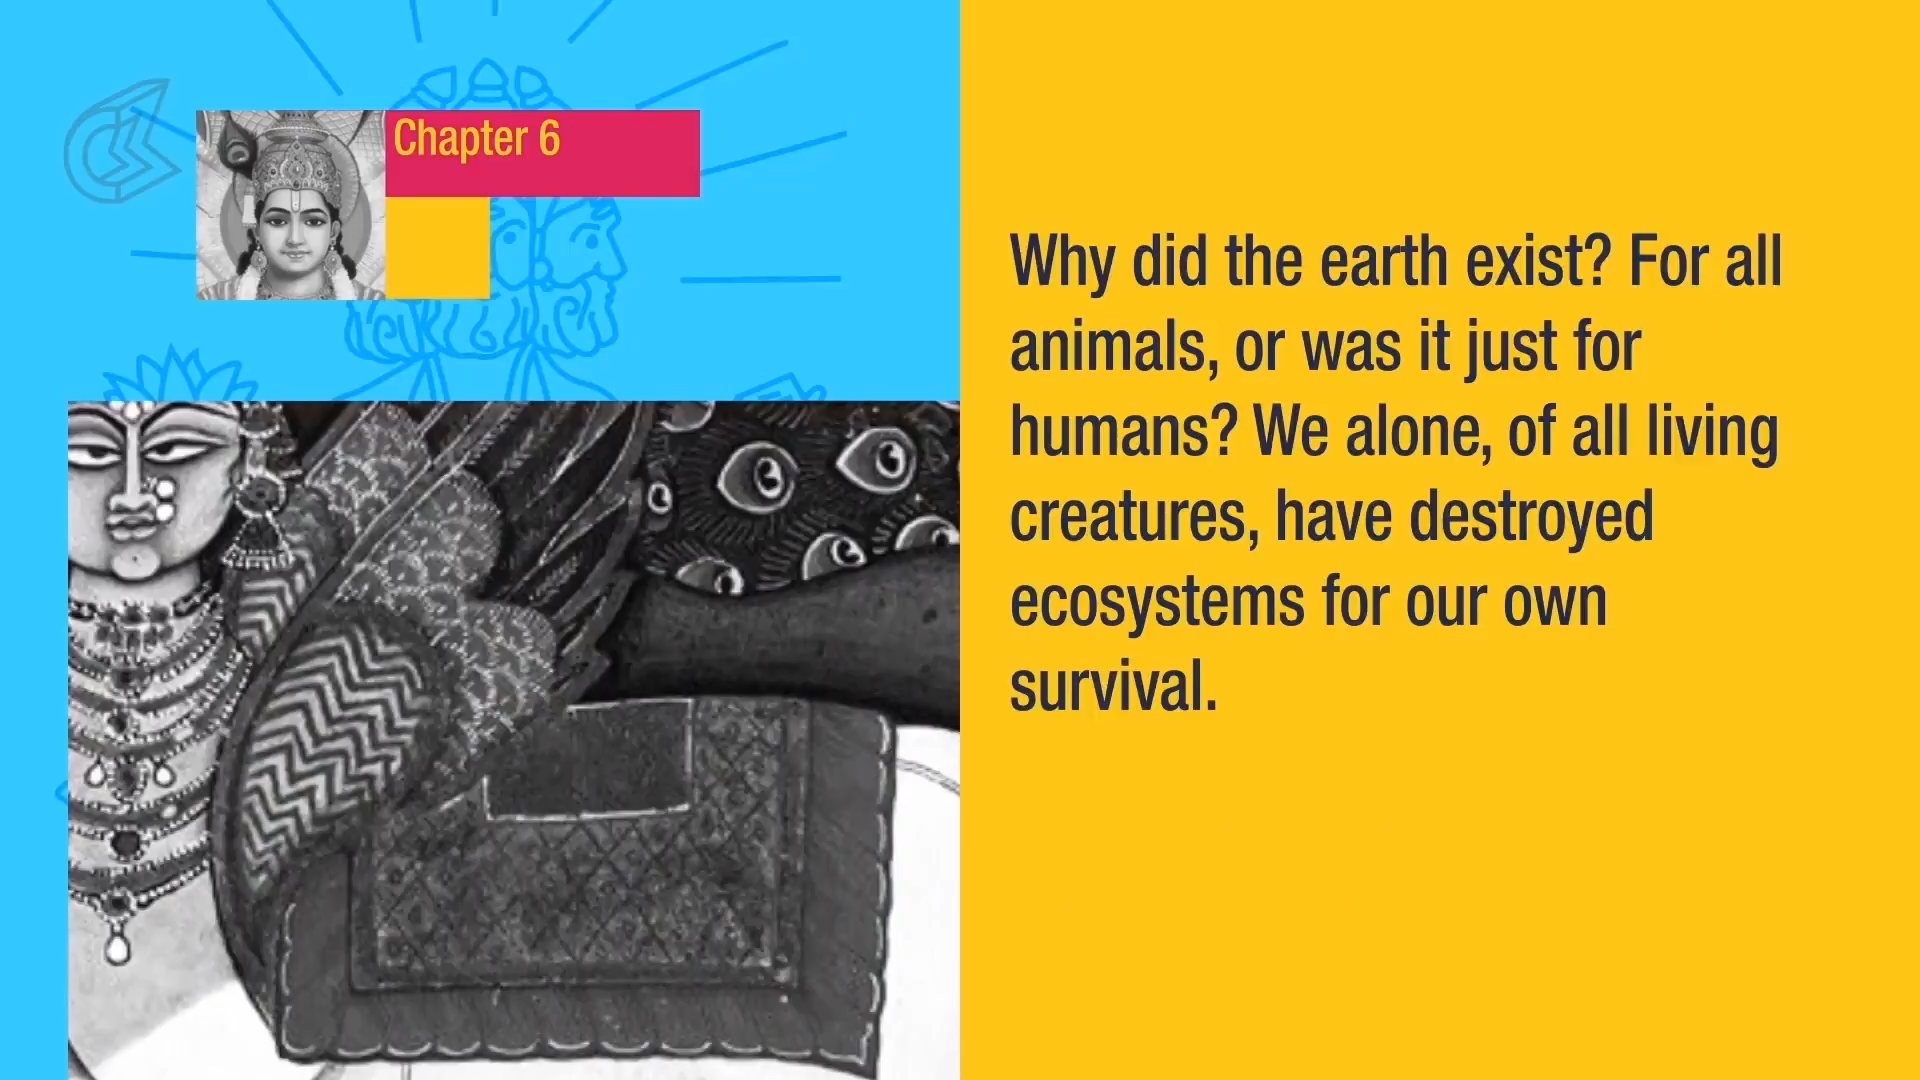 Chapter 6
Why did the earth exist? For all
animals, or was it just for
humans? We alone, of all living
creatures, have destroyed
ecosystems for our own
survival.